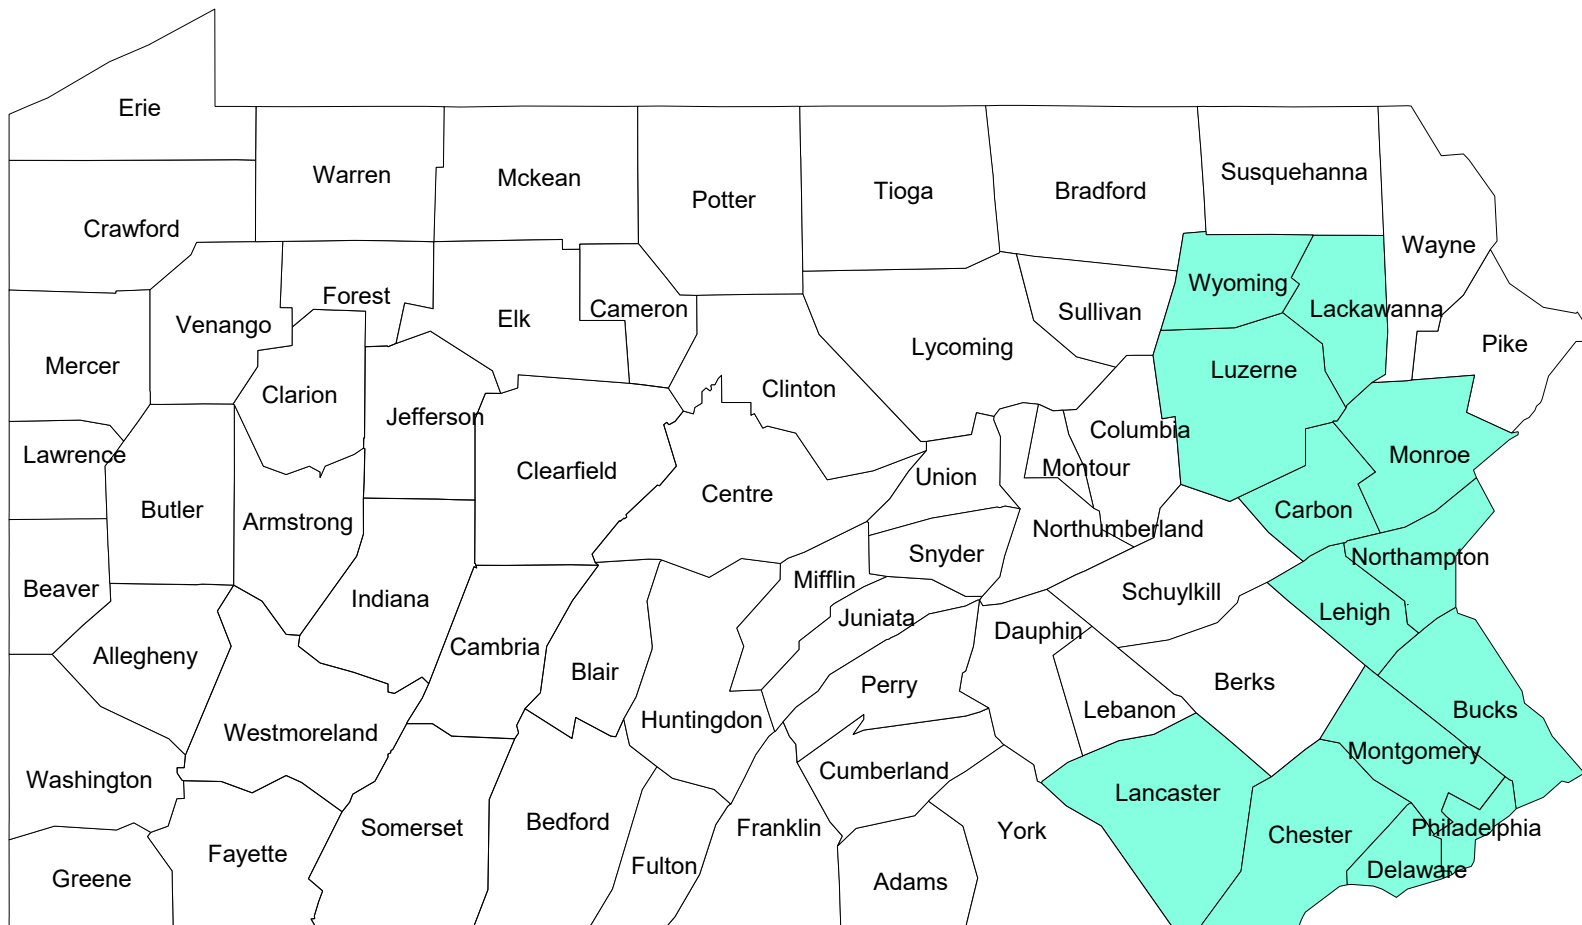 Erie
Warren
Mckean
Potter
Tioga
Bradford
Susquehanna
Crawford
Wayne
Forest
Venango
Elk
Cameron
Sullivan
Wyoming
Lackawanna
Mercer
Lycoming
Pike
Clarion
Jefferson
Clinton
Luzerne
Lawrence
Columbia
Monroe
Butler
Armstrong
Clearfield
Centre
Union
Montour
Carbon
Northumberland
Beaver
Indiana
Mifflin
Snyder
Northampton
Schuylkill
Lehigh
Juniata
Dauphin
Allegheny
Cambria
Blair
Perry
Berks
Westmoreland
Huntingdon
Lebanon
Bucks
Montgomery
Washington
Cumberland
Lancaster
Somerset
Bedford
Franklin
York
Chester
Philadelphia
Greene
Fayette
Fulton
Adams
Delaware